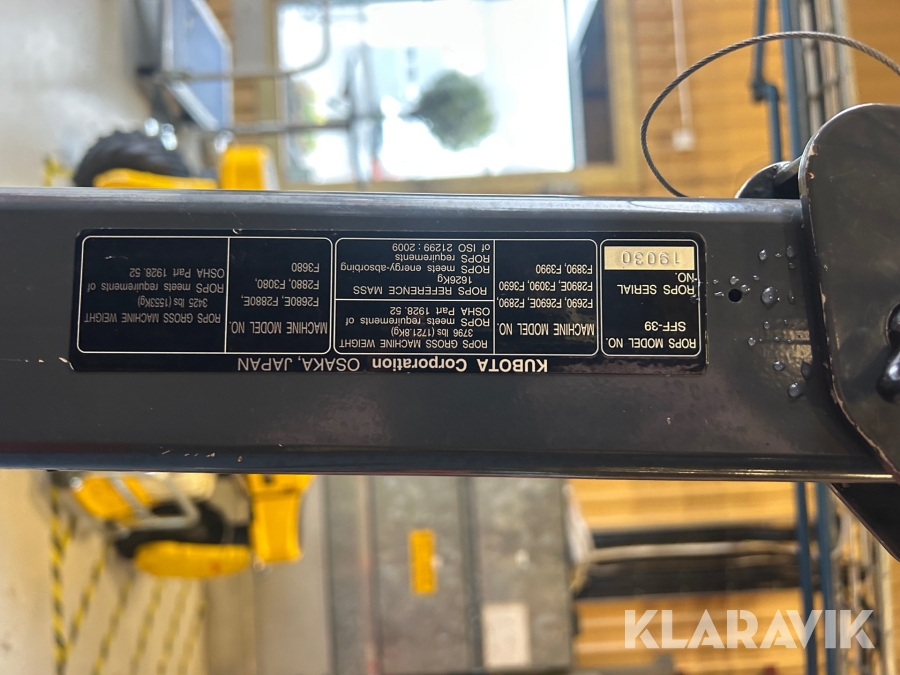 KUBOTA Corporation OSAKA, JAPAN
ROPS MODEL NO.
SFF-39
ROPS SERIAL
NO.
19030
MACHINE MODEL NO.
F2690, F2690E, F2890,
F2890E, F3090, F3690
F3890, F3990
ROPS GROSS MACHINE WEIGHT
3796 lbs (1721.8Kg)
ROPS meets requirements of
OSHA Part 1928. 52
ROPS REFERENCE MASS
1626Kg
ROPS meets energy-absorbing
ROPS requirements
of ISO 21299 : 2009
MACHINE MODEL NO.
F2680E, F2880E,
F2880, F3080,
F3680
ROPS GROSS MACHINE WEIGHT
3425 lbs (1553Kg)
ROPS meets requirements of
OSHA Part 1928. 52
KLARAVIK